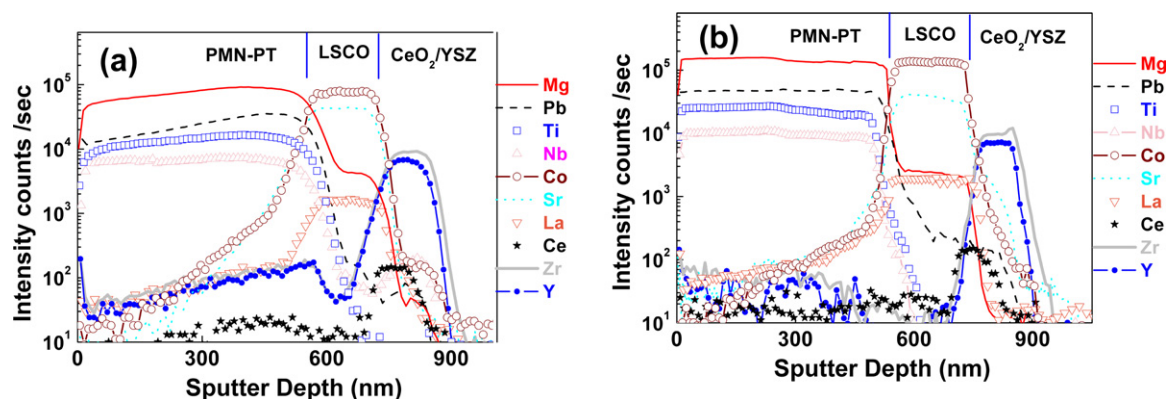 (a)
PMN-PT LSCO CeO2/YSZ
Intensity counts /sec
10^5
10^4
10^3
10^2
10^1
0 300 600 900
Sputter Depth (nm)
Mg
Pb
Ti
Nb
Co
Sr
La
Ce
Zr
Y
(b)
PMN-PT LSCO CeO2/YSZ
Intensity counts /sec
10^5
10^4
10^3
10^2
10^1
0 300 600 900
Sputter Depth (nm)
Mg
Pb
Ti
Nb
Co
Sr
La
Ce
Zr
Y